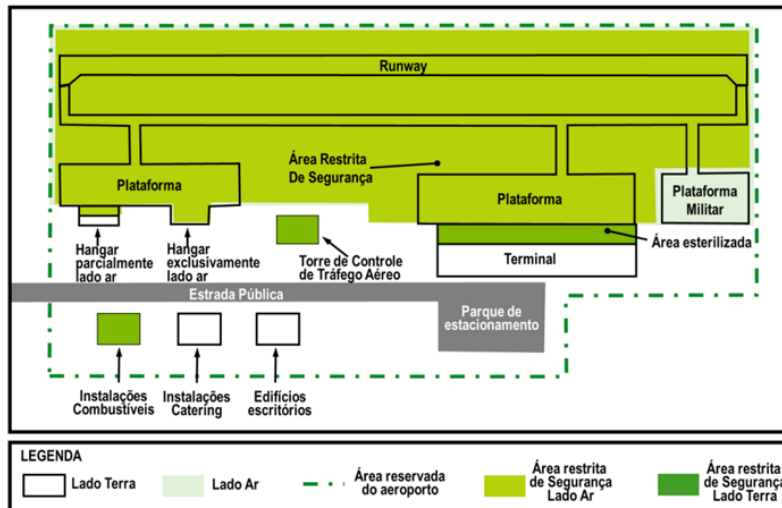 Runway
Área Restrita
De Segurança
Plataforma
Plataforma
Plataforma
Militar
Hangar
parcialmente
lado ar
Hangar
exclusivamente
lado ar
Torre de Controle
de Tráfego Aéreo
Área esterilizada
Terminal
Estrada Pública
Parque de
estacionamento
Instalações
Combustíveis
Instalações
Catering
Edifícios
escritórios
LEGENDA
Lado Terra
Lado Ar
Área reservada
do aeroporto
Área restrita
de Segurança
Lado Ar
Área restrita
de Segurança
Lado Terra